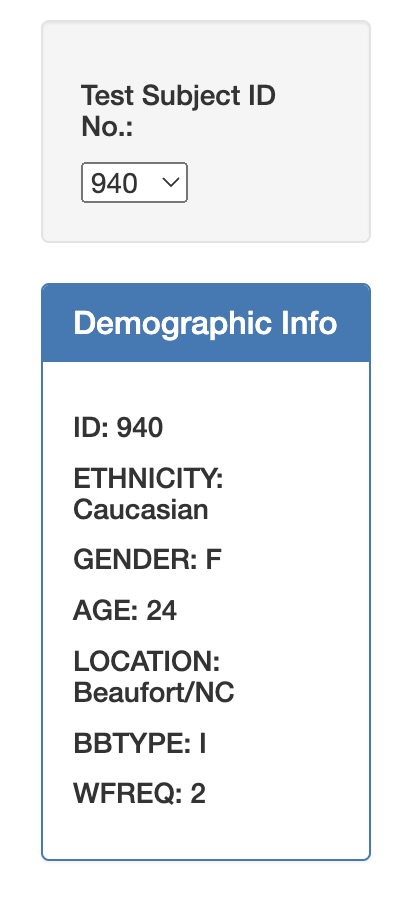 Test Subject ID
No.:
940
Demographic Info
ID: 940
ETHNICITY:
Caucasian
GENDER: F
AGE: 24
LOCATION:
Beaufort/NC
BBTYPE: I
WFREQ: 2